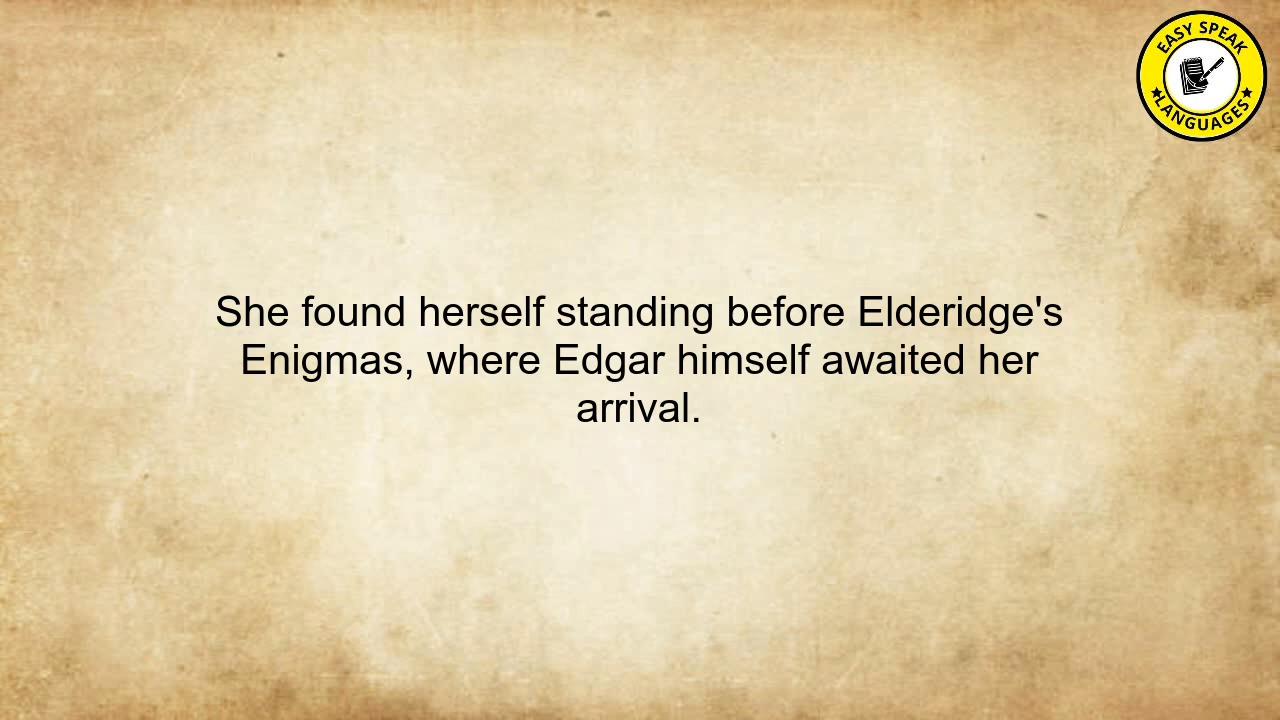 EASY SPEAK
LANGUAGES
She found herself standing before Elderidge's
Enigmas, where Edgar himself awaited her
arrival.